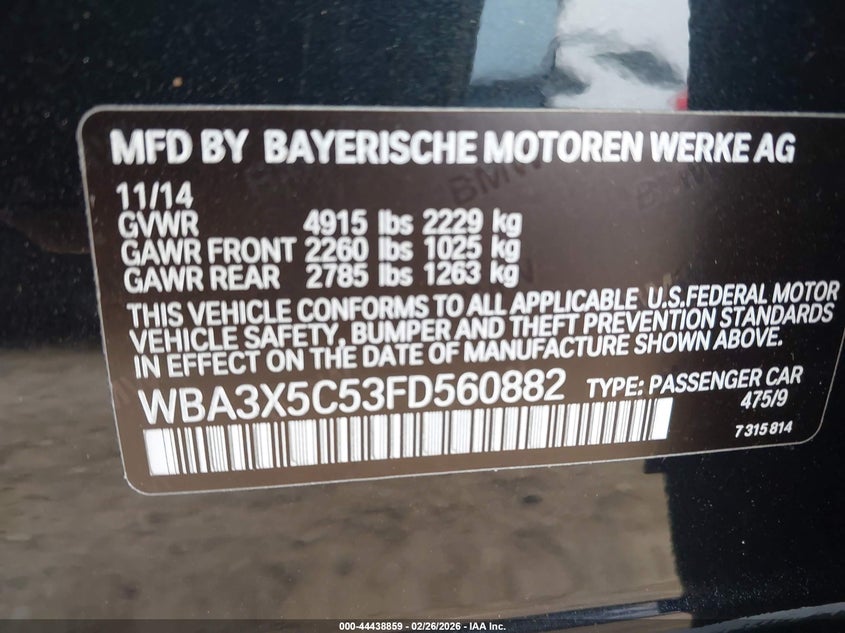 MFD BY BAYERISCHE MOTOREN WERKE AG
11/14
GVWR 4915 lbs 2229 kg
GAWR FRONT 2260 lbs 1025 kg
GAWR REAR 2785 lbs 1263 kg
THIS VEHICLE CONFORMS TO ALL APPLICABLE U.S.FEDERAL MOTOR
VEHICLE SAFETY, BUMPER AND THEFT PREVENTION STANDARDS
IN EFFECT ON THE DATE OF MANUFACTURE SHOWN ABOVE.
WBA3X5C53FD560882 TYPE: PASSENGER CAR
475/9
7315814
000-44438859 - 02/26/2026 - IAA Inc.